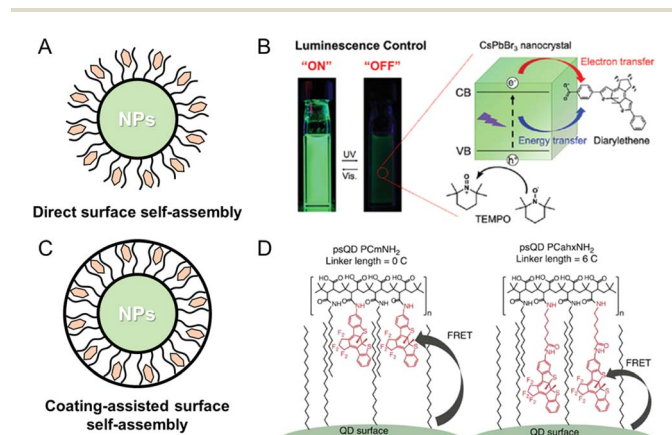 A
NPs
Direct surface self-assembly
B
Luminescence Control
"ON" "OFF"
UV
Vis.
CsPbBr3 nanocrystal
Electron transfer
CB
e-
VB
h+
Energy transfer
Diarylethene
TEMPO
C
NPs
Coating-assisted surface
self-assembly
D
psQD PCmNH2
Linker length = 0 C
FRET
psQD PCahxNH2
Linker length = 6 C
FRET
QD surface
QD surface